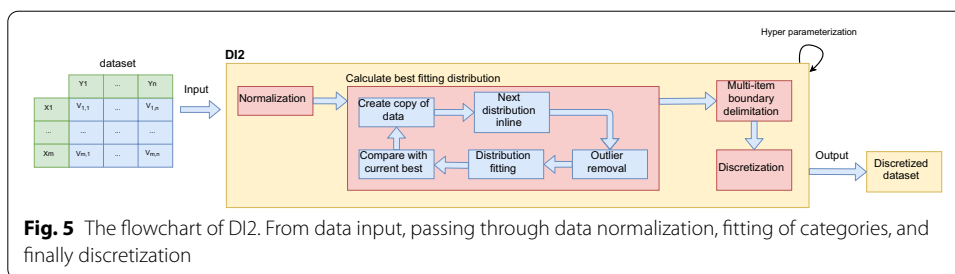 Hyper parameterization
DI2
dataset
Y1 ... Yn
X1 V1,1 ... V1,n
... ... ... ...
Xm Vm,1 ... Vm,n
Input
Normalization
Calculate best fitting distribution
Create copy of
data
Next
distribution
inline
Compare with
current best
Distribution
fitting
Outlier
removal
Multi-item
boundary
delimitation
Discretization
Output
Discretized
dataset
Fig. 5 The flowchart of DI2. From data input, passing through data normalization, fitting of categories, and
finally discretization